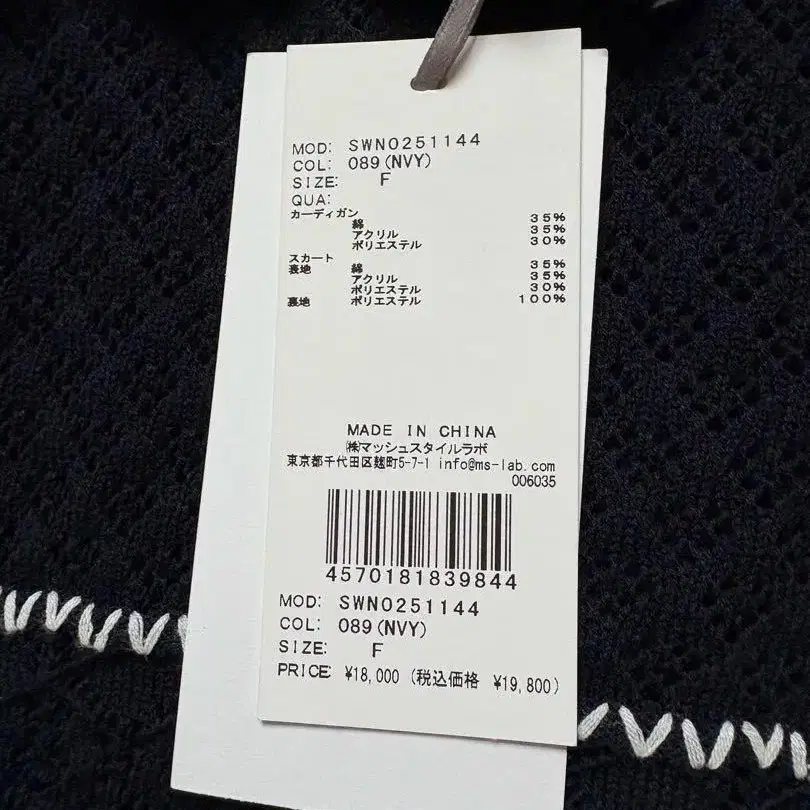 MOD: SWNO251144
COL: 089(NVY)
SIZE: F
QUA:
カーディガン
綿 35%
アクリル 35%
ポリエステル 30%
スカート
表地 綿 35%
アクリル 35%
ポリエステル 30%
裏地 ポリエステル 100%
MADE IN CHINA
㈱マッシュスタイルラボ
東京都千代田区麹町5-7-1 info@ms-lab.com
006035
4570181839844
MOD: SWNO251144
COL: 089(NVY)
SIZE: F
PRICE: ¥18,000 (税込価格 ¥19,800)